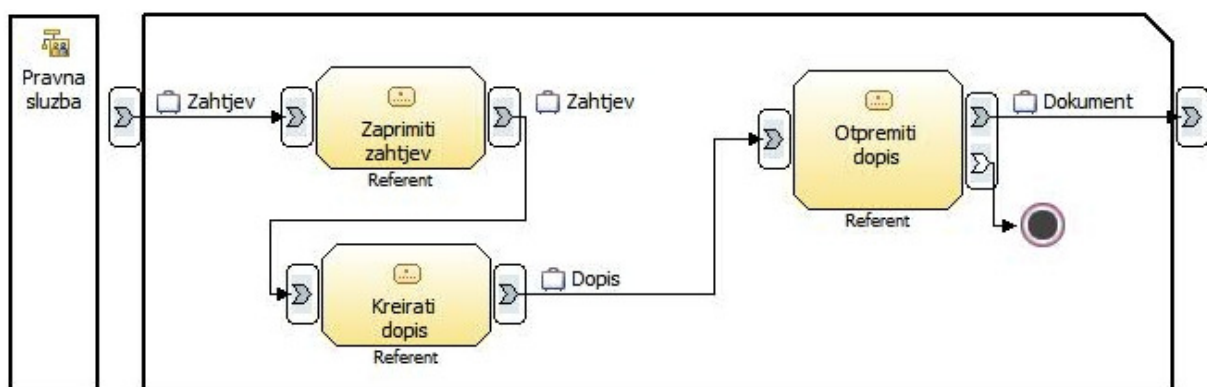 Pravna
sluzba
Zahtjev
Zaprimiti
zahtjev
Referent
Zahtjev
Kreirati
dopis
Referent
Dopis
Otpremiti
dopis
Referent
Dokument